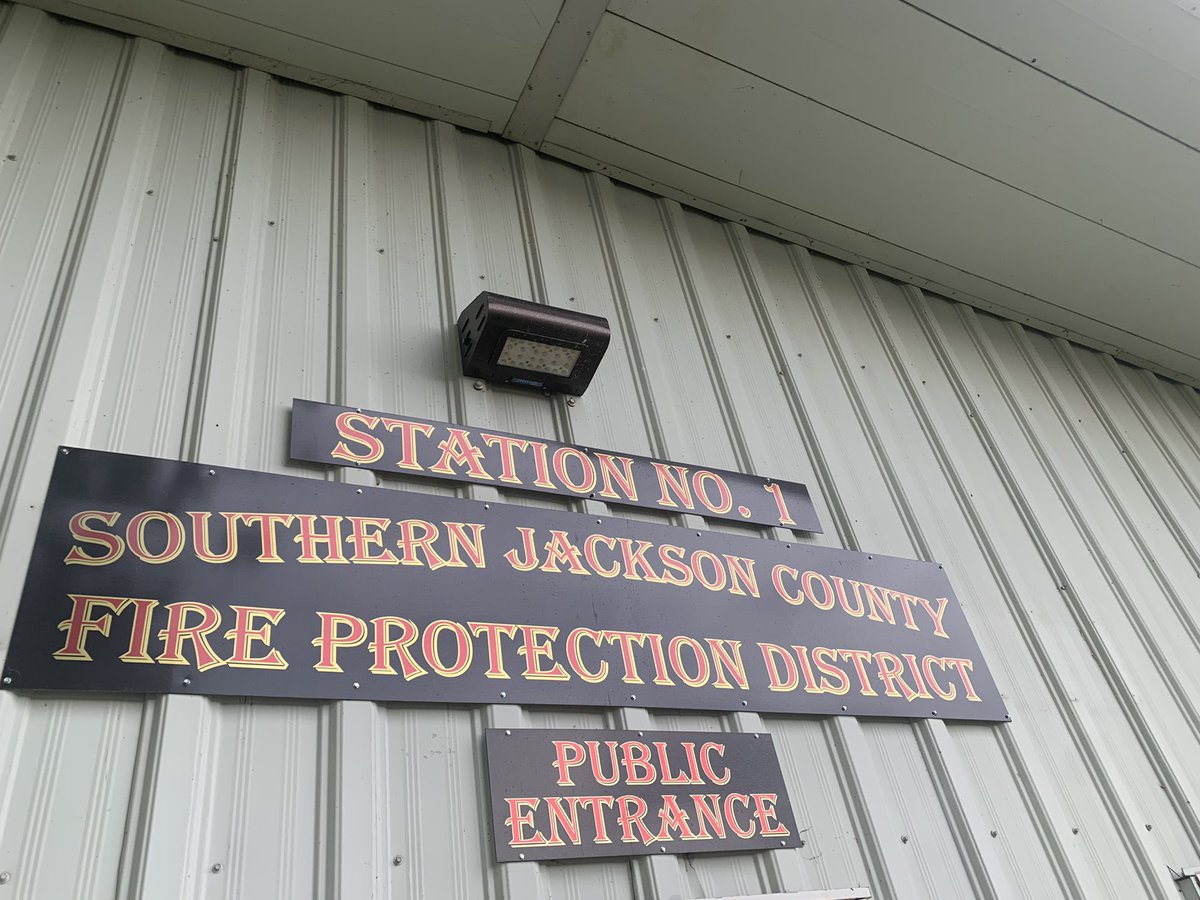 STATION NO. 1
SOUTHERN JACKSON COUNTY
FIRE PROTECTION DISTRICT
PUBLIC
ENTRANCE